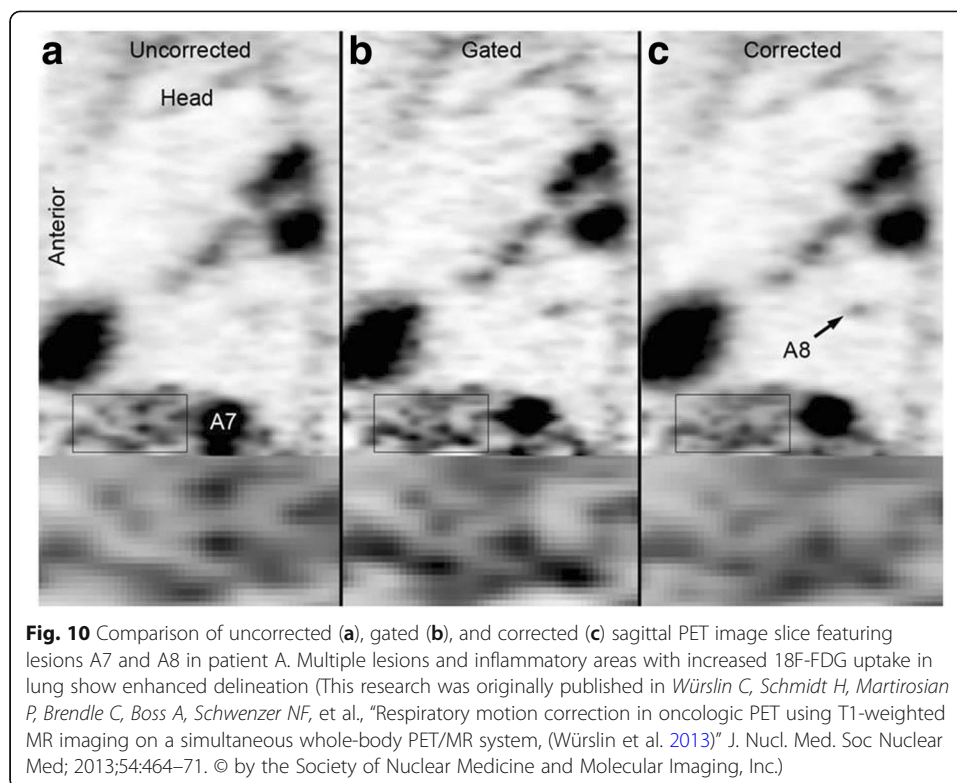 a Uncorrected
b Gated
c Corrected
Head
Anterior
A8
A7
Fig. 10 Comparison of uncorrected (a), gated (b), and corrected (c) sagittal PET image slice featuring
lesions A7 and A8 in patient A. Multiple lesions and inflammatory areas with increased 18F-FDG uptake in
lung show enhanced delineation (This research was originally published in Würslin C, Schmidt H, Martirosian
P, Brendle C, Boss A, Schwenzer NF, et al., “Respiratory motion correction in oncologic PET using T1-weighted
MR imaging on a simultaneous whole-body PET/MR system, (Würslin et al. 2013)” J. Nucl. Med. Soc Nuclear
Med; 2013;54:464–71. © by the Society of Nuclear Medicine and Molecular Imaging, Inc.)